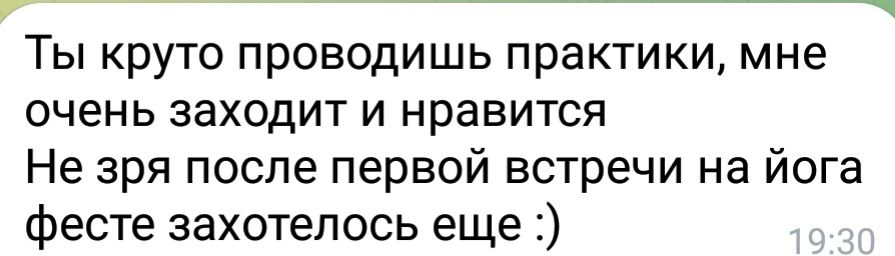 Ты круто проводишь практики, мне
очень заходит и нравится
Не зря после первой встречи на йога
фесте захотелось еще :)
19:30